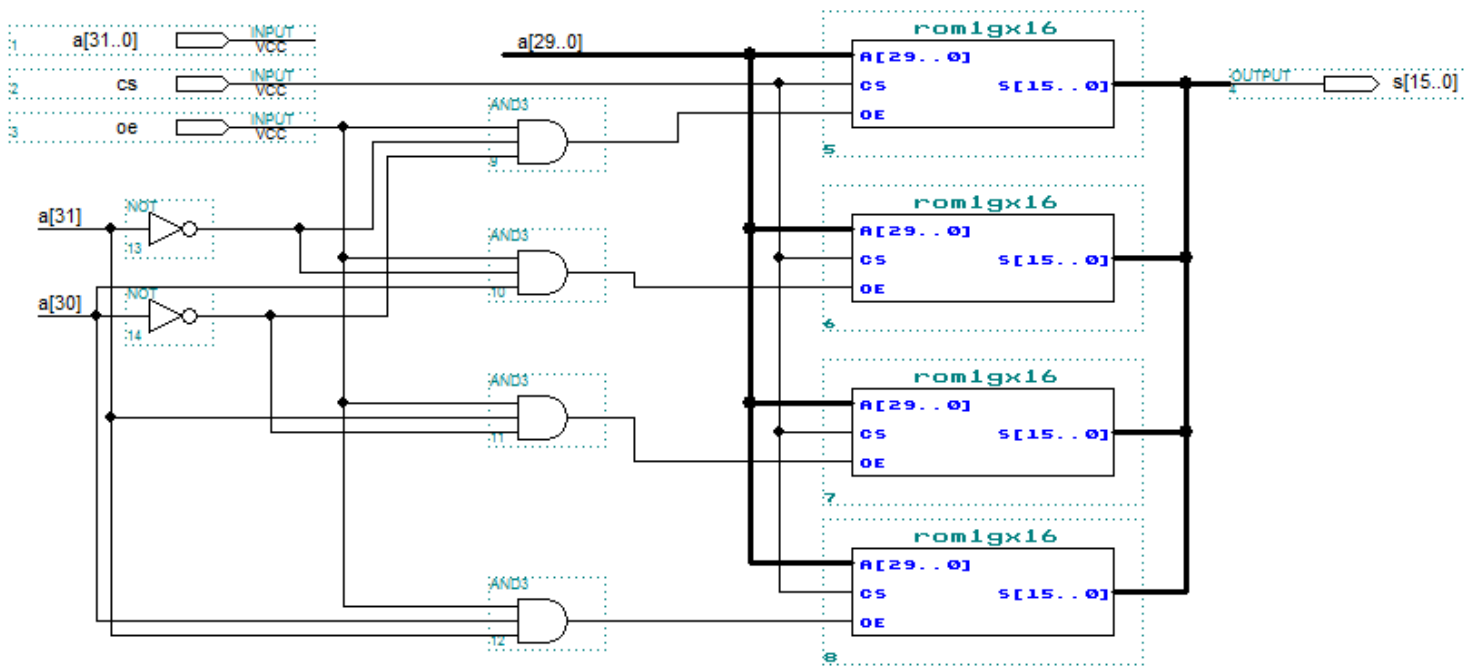 a[31..0] INPUT VCC 1
cs INPUT VCC 2
oe INPUT VCC 3
a[29..0]
rom1gx16
A[29..0]
CS S[15..0]
OE
5
OUTPUT 4 s[15..0]
AND3
9
a[31] NOT
13
AND3
10
rom1gx16
A[29..0]
CS S[15..0]
OE
6
a[30] NOT
14
AND3
11
rom1gx16
A[29..0]
CS S[15..0]
OE
7
AND3
12
rom1gx16
A[29..0]
CS S[15..0]
OE
8